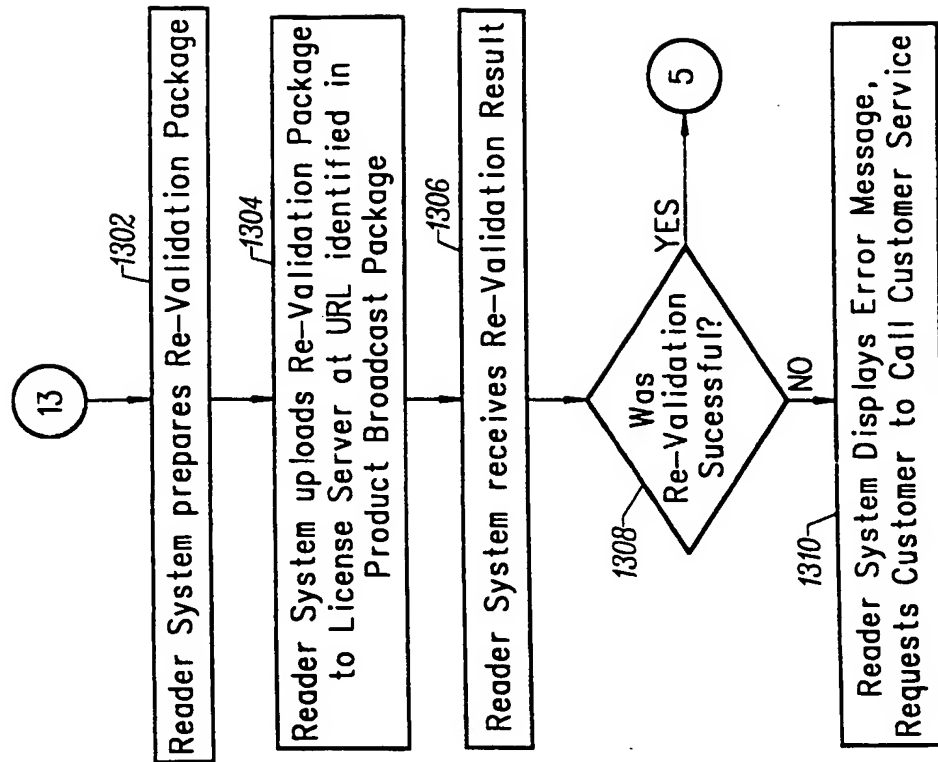 13
1302
Reader System prepares Re-Validation Package
1304
Reader System uploads Re-Validation Package
to License Server at URL identified in
Product Broadcast Package
1306
Reader System receives Re-Validation Result
1308
Was
Re-Validation
Sucessful?
YES
5
NO
1310
Reader System Displays Error Message,
Requests Customer to Call Customer Service